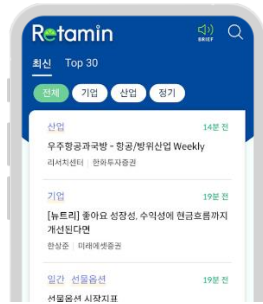 Retamin
BRIEF
최신 Top 30
전체 기업 산업 정기
산업 14분 전
우주항공과국방 - 항공/방위산업 Weekly
리서치센터 | 한화투자증권
기업 19분 전
[뉴트리] 좋아요 성장성, 수익성에 현금흐름까지
개선된다면
한상준 | 미래에셋증권
일간 선물옵션 19분 전
선물옵션 시장지표